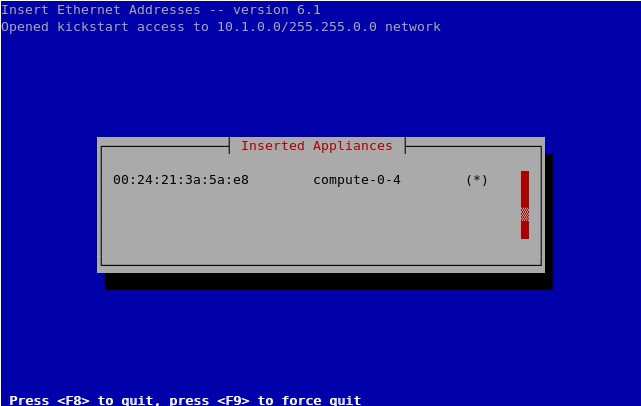 Insert Ethernet Addresses -- version 6.1
Opened kickstart access to 10.1.0.0/255.255.0.0 network
Inserted Appliances
00:24:21:3a:5a:e8 compute-0-4 (*)
Press <F8> to quit, press <F9> to force quit